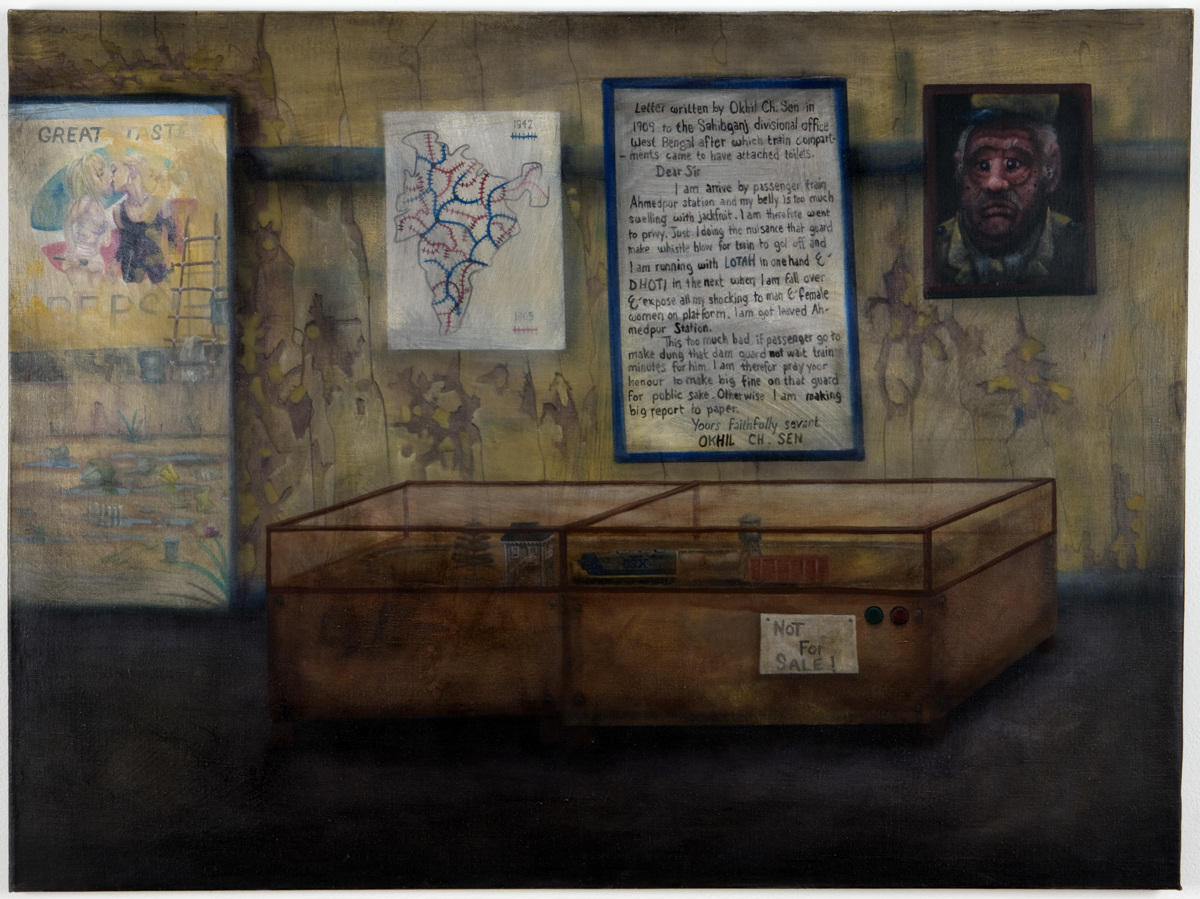 GREAT
PEPS
1942
1865
Letter written by Okhil Ch. Sen in
1909 to the Sahibganj divisional office
West Bengal after which train compart-
- ments came to have attached toilets.
Dear Sir
I am arrive by passenger train
Ahmedpur station and my belly is too much
swelling with jackfruit. I am therefore went
to privy. Just I doing the nuisance that guard
make whistle blow for train to go off and
I am running with LOTAH in one hand &
DHOTI in the next when I am fall over
& expose all my shocking to man & female
women on platform. I am got leaved Ah-
medpur Station.
This too much bad, if passenger go to
make dung that dam guard not wait train
minutes for him. I am therefor pray your
honour to make big fine on that guard
for public sake. Otherwise I am making
big report to paper.
Yours Faithfully sevant
OKHIL CH. SEN
NOT
For
SALE!